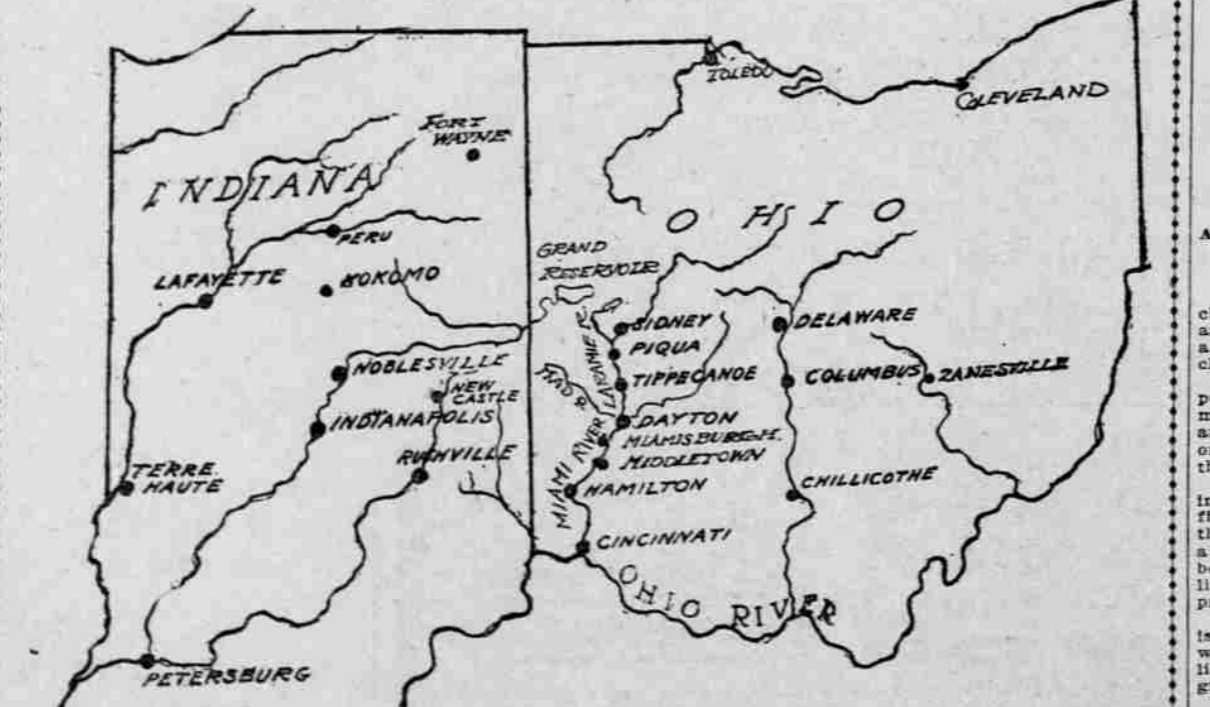 TOLEDO
CLEVELAND
FORT
WAYNE
INDIANA
OHIO
PERU
GRAND
RESERVOIR
LAFAYETTE
KOKOMO
SIDNEY
DELAWARE
PIQUA
LARAMIE R.
NOBLESVILLE
TIPPECANOE
COLUMBUS
ZANESVILLE
NEW
CASTLE
INDIANAPOLIS
DAYTON
MIAMISBURGH.
RUSHVILLE
MIDDLETOWN
MIAMI RIVER
TERRE
HAUTE
HAMILTON
CHILLICOTHE
CINCINNATI
OHIO RIVER
PETERSBURG